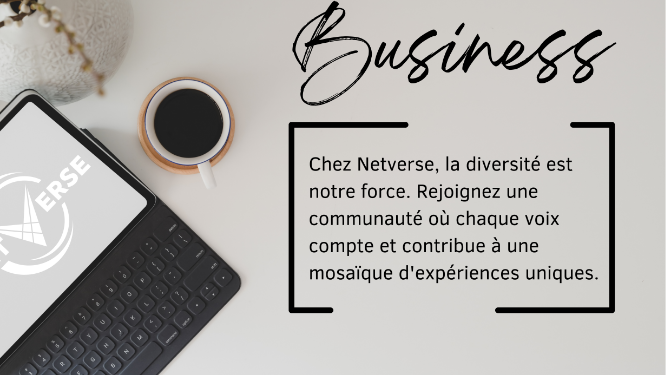 Business
Chez Netverse, la diversité est
notre force. Rejoignez une
communauté où chaque voix
compte et contribue à une
mosaïque d'expériences uniques.
ERSE